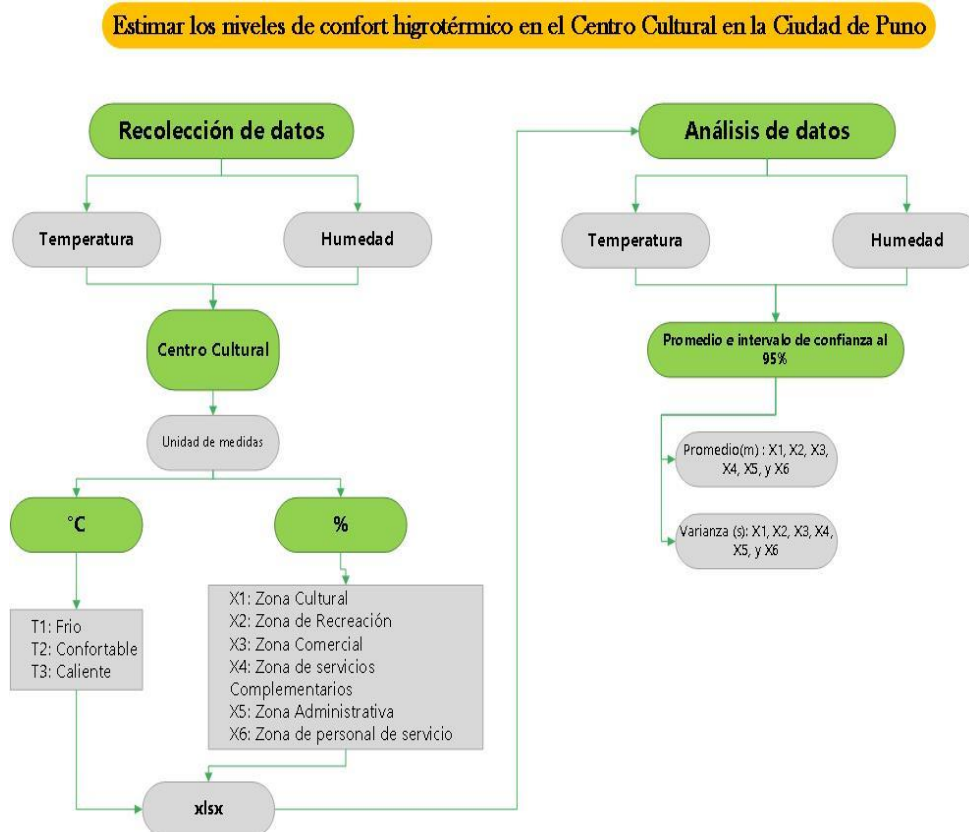 Estimar los niveles de confort higrotérmico en el Centro Cultural en la Ciudad de Puno
Recolección de datos
Temperatura
Humedad
Centro Cultural
Unidad de medidas
°C
%
T1: Frio
T2: Confortable
T3: Caliente
X1: Zona Cultural
X2: Zona de Recreación
X3: Zona Comercial
X4: Zona de servicios
Complementarios
X5: Zona Administrativa
X6: Zona de personal de servicio
xlsx
Análisis de datos
Temperatura
Humedad
Promedio e intervalo de confianza al
95%
Promedio(m) : X1, X2, X3,
X4, X5, y X6
Varianza (s): X1, X2, X3, X4,
X5, y X6